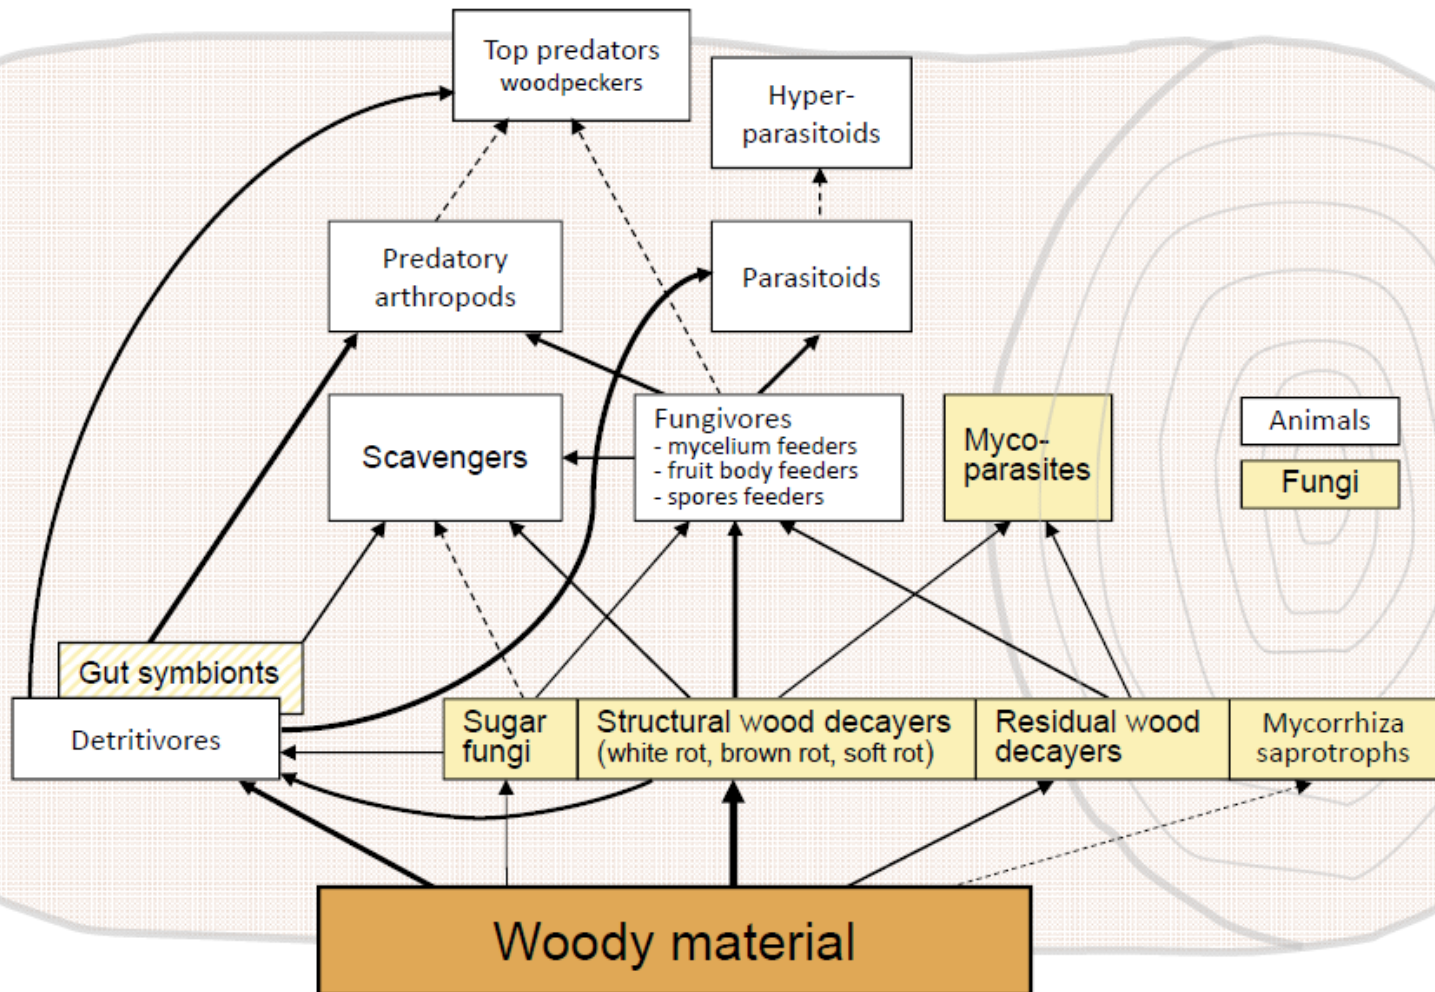 Top predators
woodpeckers
Hyper-
parasitoids
Predatory
arthropods
Parasitoids
Scavengers
Fungivores
- mycelium feeders
- fruit body feeders
- spores feeders
Myco-
parasites
Animals
Fungi
Gut symbionts
Detritivores
Sugar
fungi
Structural wood decayers
(white rot, brown rot, soft rot)
Residual wood
decayers
Mycorrhiza
saprotrophs
Woody material